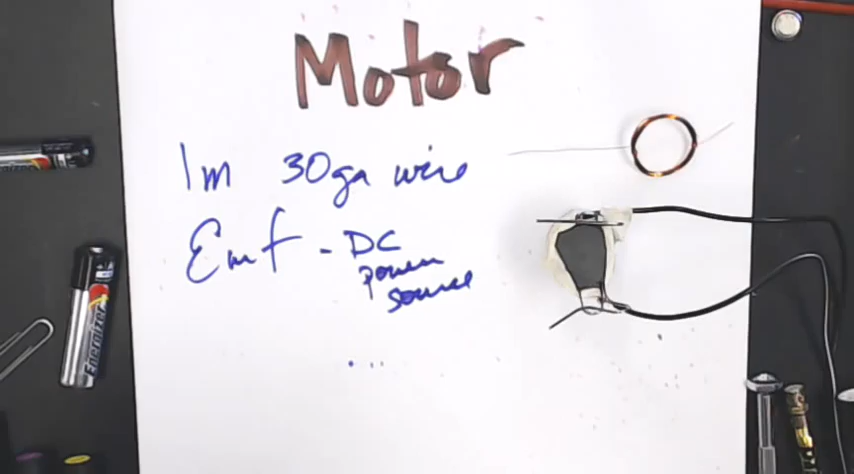 Motor
1m 30ga wire
Emf - DC
power
source
...
Energizer